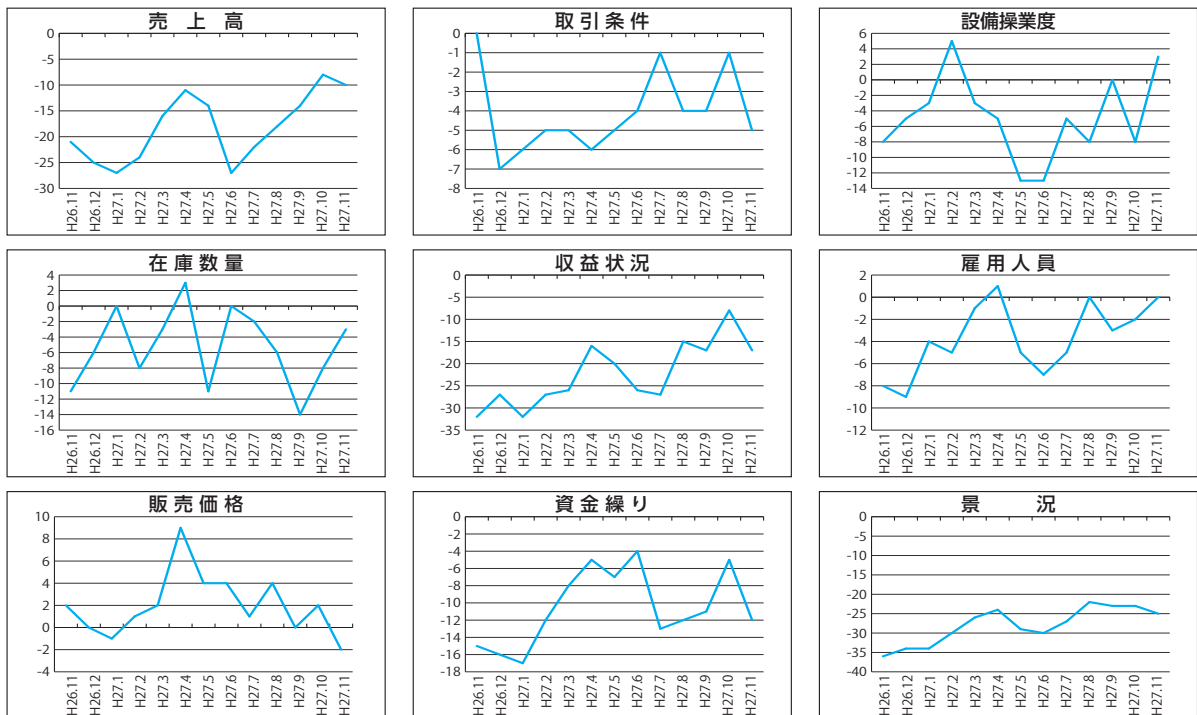 売上高
0
-5
-10
-15
-20
-25
-30
H26.11
H26.12
H27.1
H27.2
H27.3
H27.4
H27.5
H27.6
H27.7
H27.8
H27.9
H27.10
H27.11
取引条件
0
-1
-2
-3
-4
-5
-6
-7
-8
H26.11
H26.12
H27.1
H27.2
H27.3
H27.4
H27.5
H27.6
H27.7
H27.8
H27.9
H27.10
H27.11
設備操業度
6
4
2
0
-2
-4
-6
-8
-10
-12
-14
H26.11
H26.12
H27.1
H27.2
H27.3
H27.4
H27.5
H27.6
H27.7
H27.8
H27.9
H27.10
H27.11
在庫数量
4
2
0
-2
-4
-6
-8
-10
-12
-14
-16
H26.11
H26.12
H27.1
H27.2
H27.3
H27.4
H27.5
H27.6
H27.7
H27.8
H27.9
H27.10
H27.11
収益状況
0
-5
-10
-15
-20
-25
-30
-35
H26.11
H26.12
H27.1
H27.2
H27.3
H27.4
H27.5
H27.6
H27.7
H27.8
H27.9
H27.10
H27.11
雇用人員
2
0
-2
-4
-6
-8
-10
-12
H26.11
H26.12
H27.1
H27.2
H27.3
H27.4
H27.5
H27.6
H27.7
H27.8
H27.9
H27.10
H27.11
販売価格
10
8
6
4
2
0
-2
-4
H26.11
H26.12
H27.1
H27.2
H27.3
H27.4
H27.5
H27.6
H27.7
H27.8
H27.9
H27.10
H27.11
資金繰り
0
-2
-4
-6
-8
-10
-12
-14
-16
-18
H26.11
H26.12
H27.1
H27.2
H27.3
H27.4
H27.5
H27.6
H27.7
H27.8
H27.9
H27.10
H27.11
景況
0
-5
-10
-15
-20
-25
-30
-35
-40
H26.11
H26.12
H27.1
H27.2
H27.3
H27.4
H27.5
H27.6
H27.7
H27.8
H27.9
H27.10
H27.11